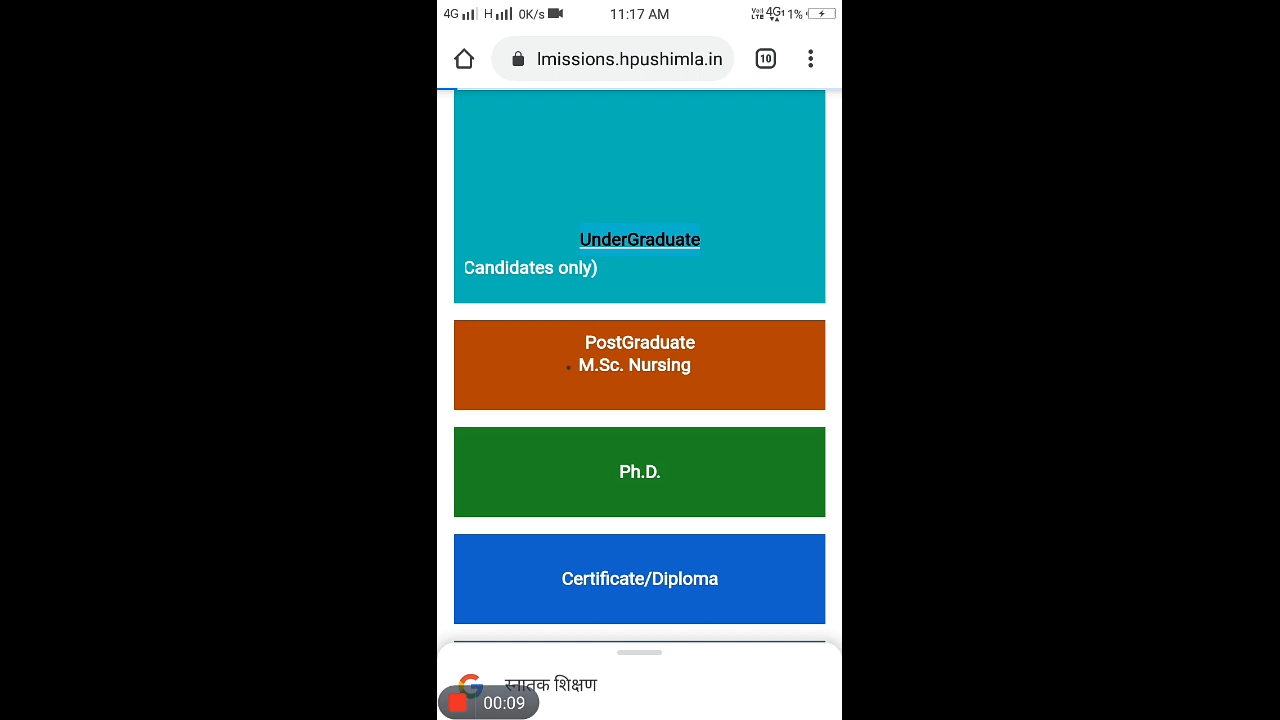 4G H 0K/s 11:17 AM VoLTE 4G 1%
lmissions.hpushimla.in 10
UnderGraduate
Candidates only)
PostGraduate
• M.Sc. Nursing
Ph.D.
Certificate/Diploma
स्नातक शिक्षण
00:09